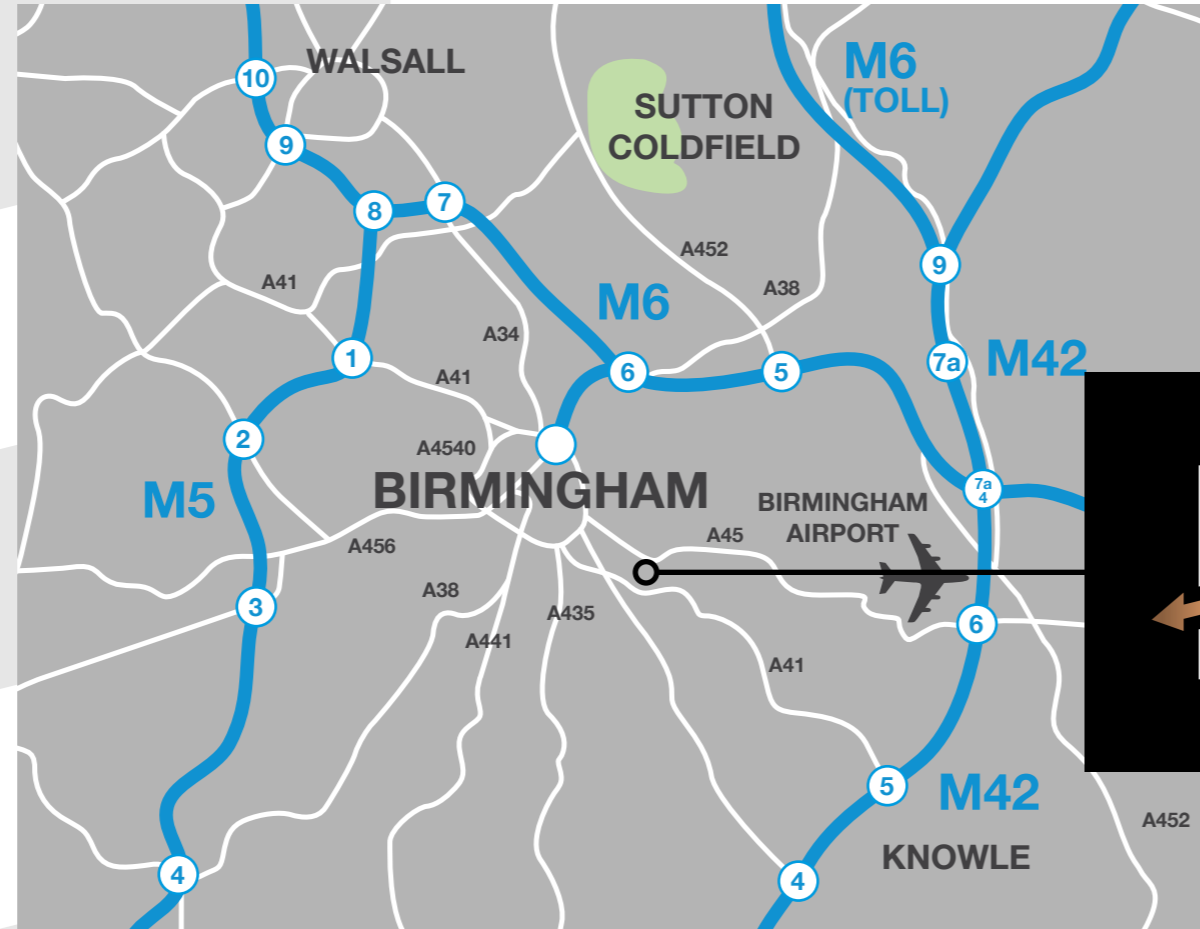 WALSALL
M6
(TOLL)
10
SUTTON
COLDFIELD
9
8
7
A452
9
A41
A38
M6
A34
1
7a
M42
6
5
A41
2
A4540
BIRMINGHAM
7a
4
M5
BIRMINGHAM
AIRPORT
A45
A456
A38
3
A435
6
A441
A41
5
M42
A452
KNOWLE
4
4